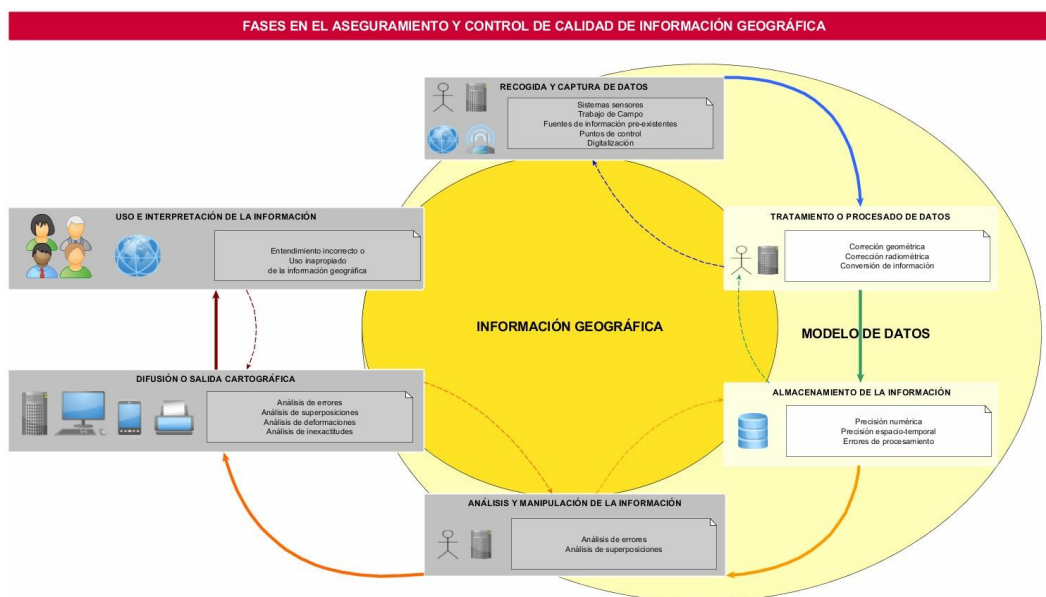 FASES EN EL ASEGURAMIENTO Y CONTROL DE CALIDAD DE INFORMACIÓN GEOGRÁFICA
RECOGIDA Y CAPTURA DE DATOS
Sistemas sensores
Trabajo de Campo
Fuentes de información pre-existentes
Puntos de control
Digitalización
USO E INTERPRETACIÓN DE LA INFORMACIÓN
Entendimiento incorrecto o
Uso inapropiado
de la información geográfica
TRATAMIENTO O PROCESADO DE DATOS
Correción geométrica
Corrección radiométrica
Conversión de información
INFORMACIÓN GEOGRÁFICA
MODELO DE DATOS
DIFUSIÓN O SALIDA CARTOGRÁFICA
Análisis de errores
Análisis de superposiciones
Análisis de deformaciones
Análisis de inexactitudes
ALMACENAMIENTO DE LA INFORMACIÓN
Precisión numérica
Precisión espacio-temporal
Errores de procesamiento
ANÁLISIS Y MANIPULACIÓN DE LA INFORMACIÓN
Análisis de errores
Análisis de superposiciones